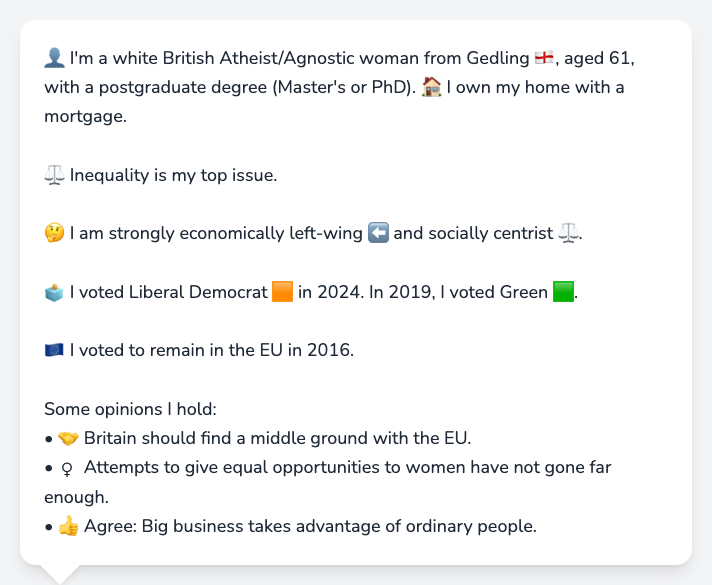 👤 I'm a white British Atheist/Agnostic woman from Gedling 🏴󠁧󠁢󠁥󠁮󠁧󠁿, aged 61,
with a postgraduate degree (Master's or PhD). 🏠 I own my home with a
mortgage.
⚖️ Inequality is my top issue.
🤔 I am strongly economically left-wing ⬅️ and socially centrist ⚖️.
🗳️ I voted Liberal Democrat 🟧 in 2024. In 2019, I voted Green 🟩.
🇪🇺 I voted to remain in the EU in 2016.
Some opinions I hold:
• 🤝 Britain should find a middle ground with the EU.
• ♀ Attempts to give equal opportunities to women have not gone far
enough.
• 👍 Agree: Big business takes advantage of ordinary people.